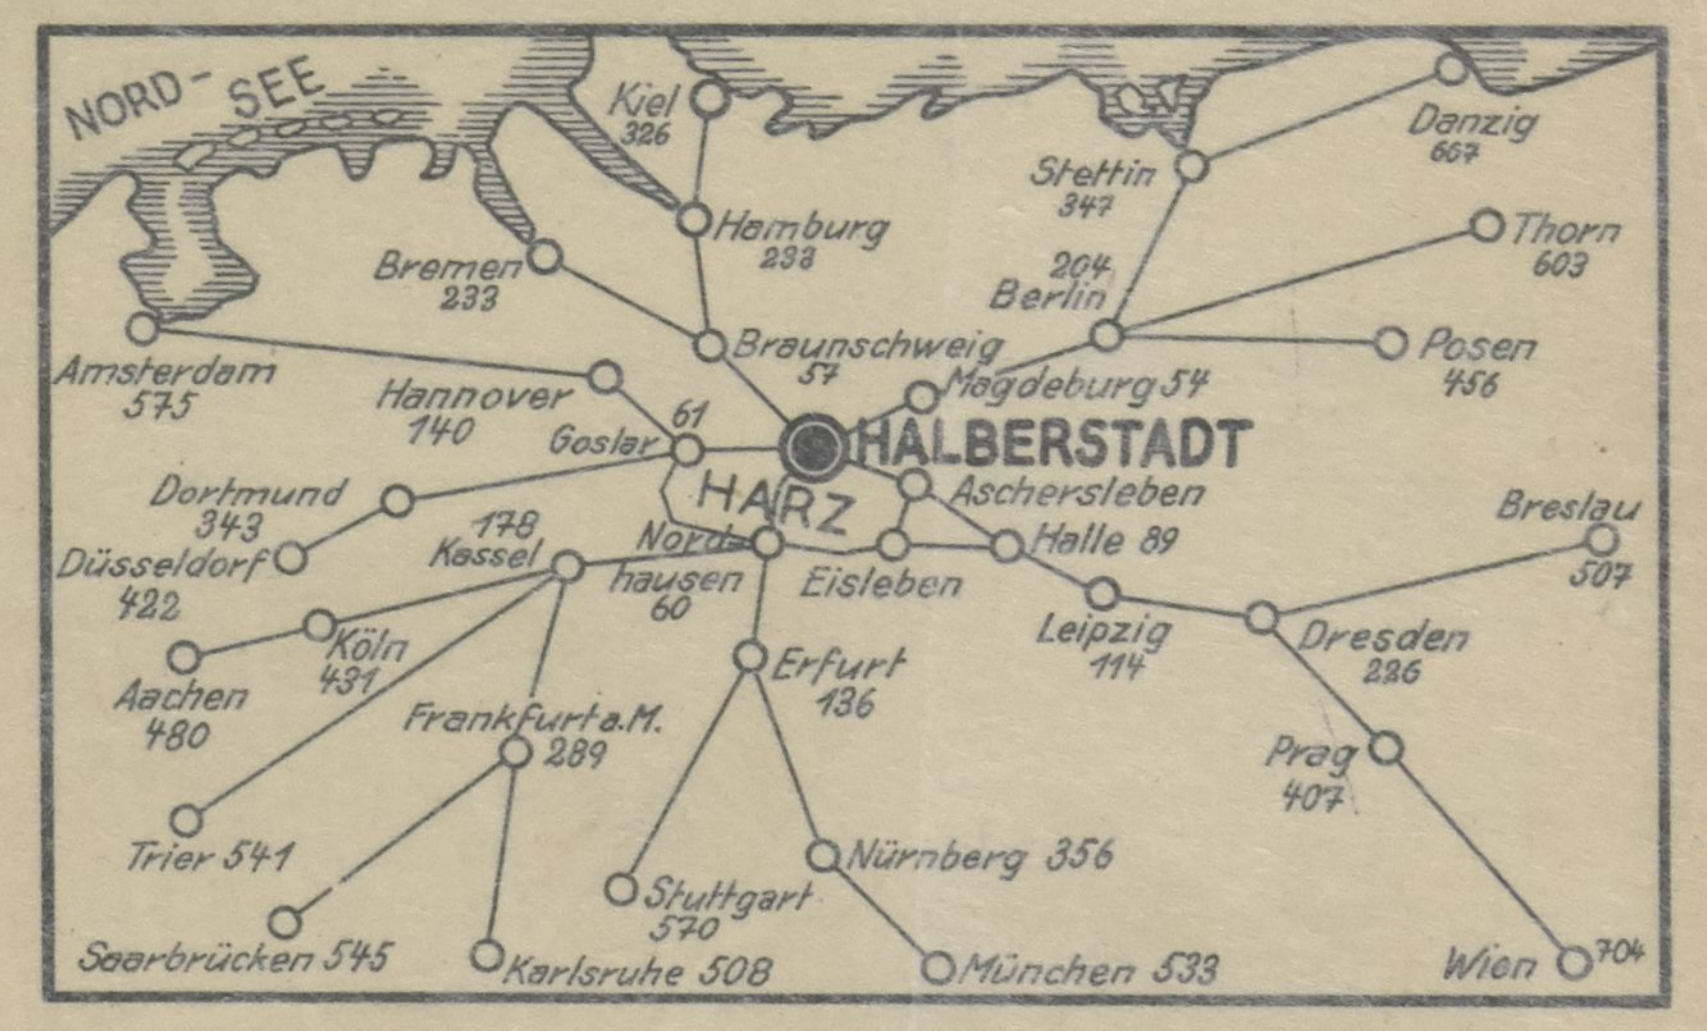 NORD-
SEE
Kiel
326
Danzig
667
Stettin
347
Hamburg
233
Thorn
603
Bremen
233
204
Berlin
Braunschweig
57
Posen
456
Amsterdam
575
Hannover
140
Magdeburg 54
61
Goslar
HALBERSTADT
HARZ
Aschersleben
Dortmund
343
Breslau
507
178
Kassel
Nord-
hausen
60
Halle 89
Düsseldorf
422
Eisleben
Köln
431
Leipzig
114
Dresden
226
Aachen
480
Erfurt
136
Frankfurt a.M.
289
Prag
407
Trier 541
Nürnberg 356
Stuttgart
570
Saarbrücken 545
Karlsruhe 508
München 533
Wien 704